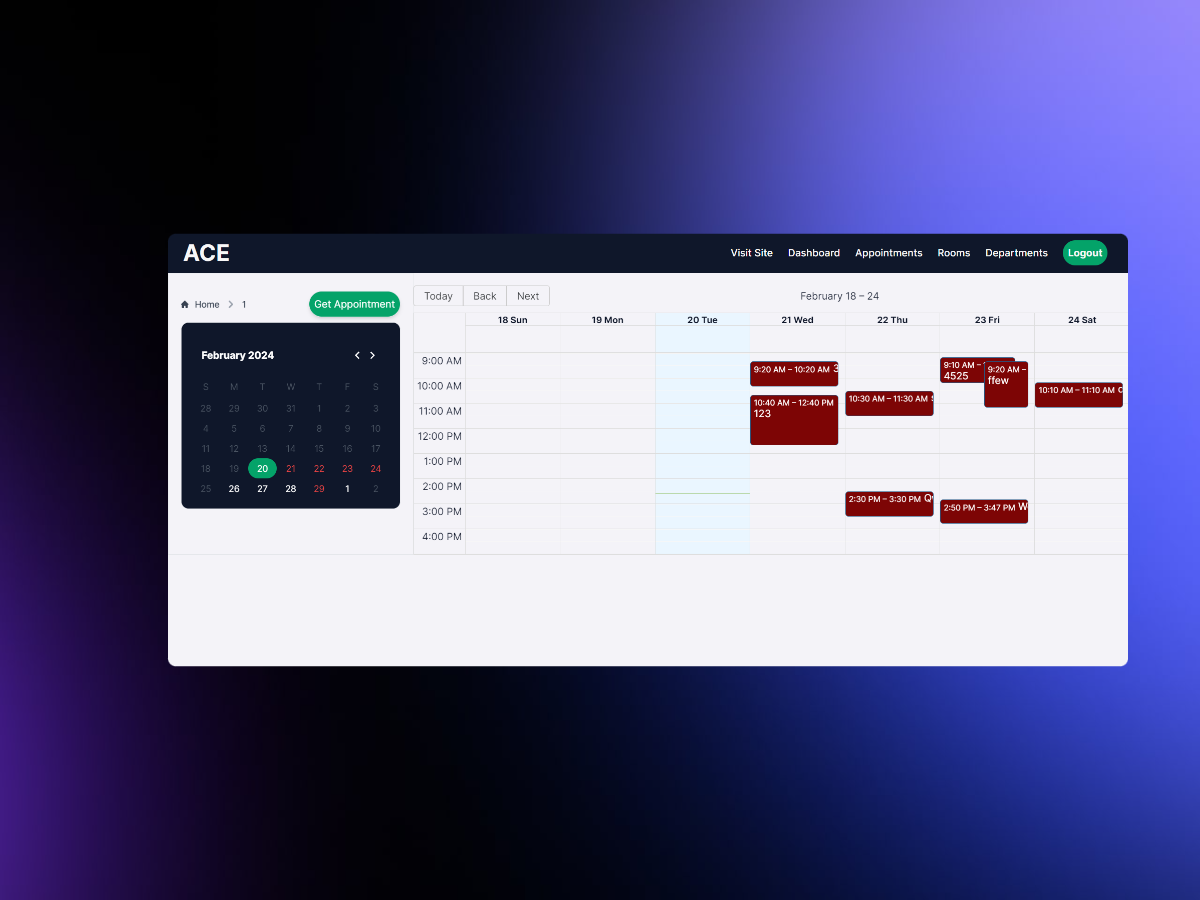 ACE
Visit Site Dashboard Appointments Rooms Departments Logout
Home 1 Get Appointment
February 2024
S M T W T F S
28 29 30 31 1 2 3
4 5 6 7 8 9 10
11 12 13 14 15 16 17
18 19 20 21 22 23 24
25 26 27 28 29 1 2
Today Back Next
February 18 – 24
18 Sun 19 Mon 20 Tue 21 Wed 22 Thu 23 Fri 24 Sat
9:00 AM
10:00 AM
11:00 AM
12:00 PM
1:00 PM
2:00 PM
3:00 PM
4:00 PM
9:20 AM – 10:20 AM
10:40 AM – 12:40 PM
123
10:30 AM – 11:30 AM
2:30 PM – 3:30 PM
9:10 AM –
4525
9:20 AM –
ffew
2:50 PM – 3:47 PM
10:10 AM – 11:10 AM